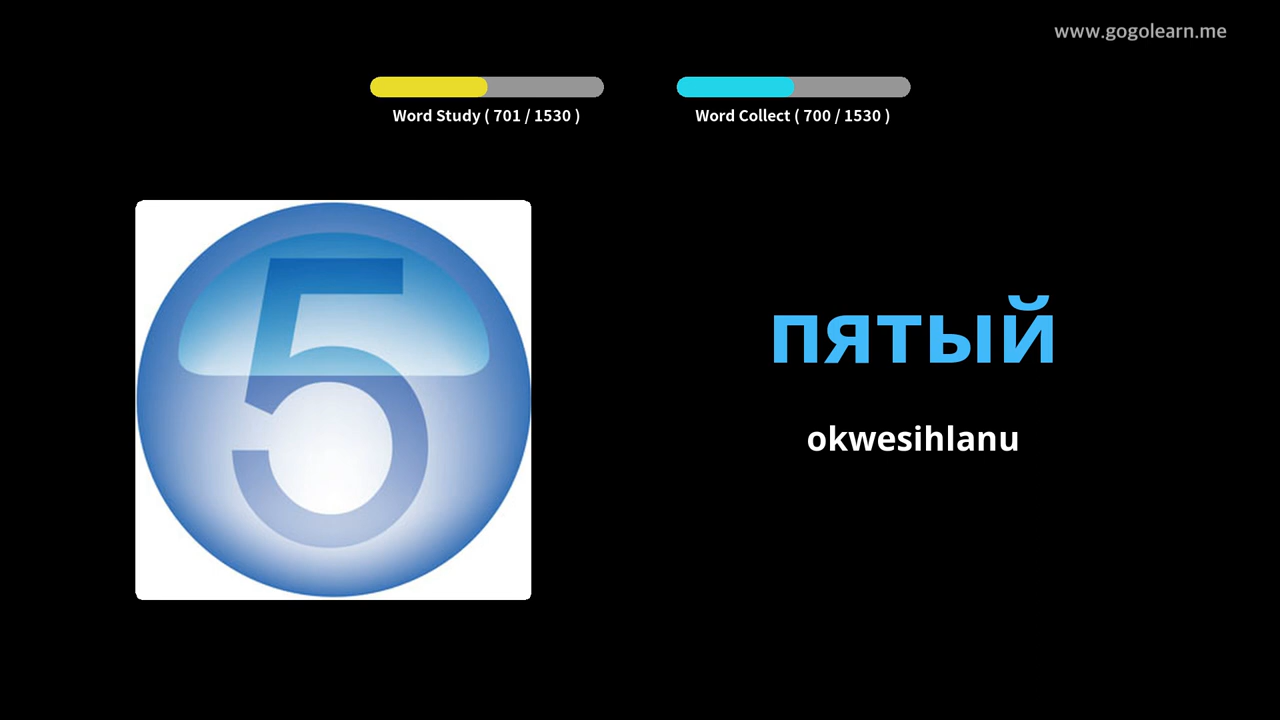 www.gogolearn.me
Word Study ( 701 / 1530 )
Word Collect ( 700 / 1530 )
5
пятый
okwesihlanu